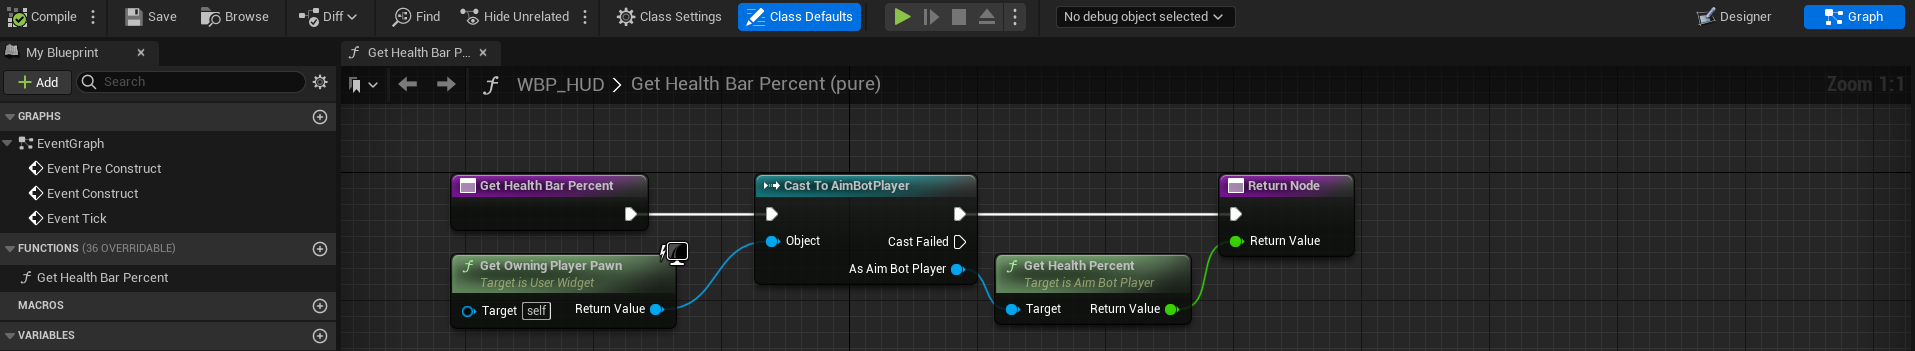 Compile
Save
Browse
Diff
Find
Hide Unrelated
Class Settings
Class Defaults
No debug object selected
Designer
Graph
My Blueprint
Get Health Bar P...
Add
Search
WBP_HUD > Get Health Bar Percent (pure)
Zoom 1:1
GRAPHS
EventGraph
Event Pre Construct
Event Construct
Event Tick
FUNCTIONS (36 OVERRIDABLE)
Get Health Bar Percent
MACROS
VARIABLES
Get Health Bar Percent
Get Owning Player Pawn
Target is User Widget
Target self Return Value
Cast To AimBotPlayer
Object
Cast Failed
As Aim Bot Player
Get Health Percent
Target is Aim Bot Player
Target Return Value
Return Node
Return Value